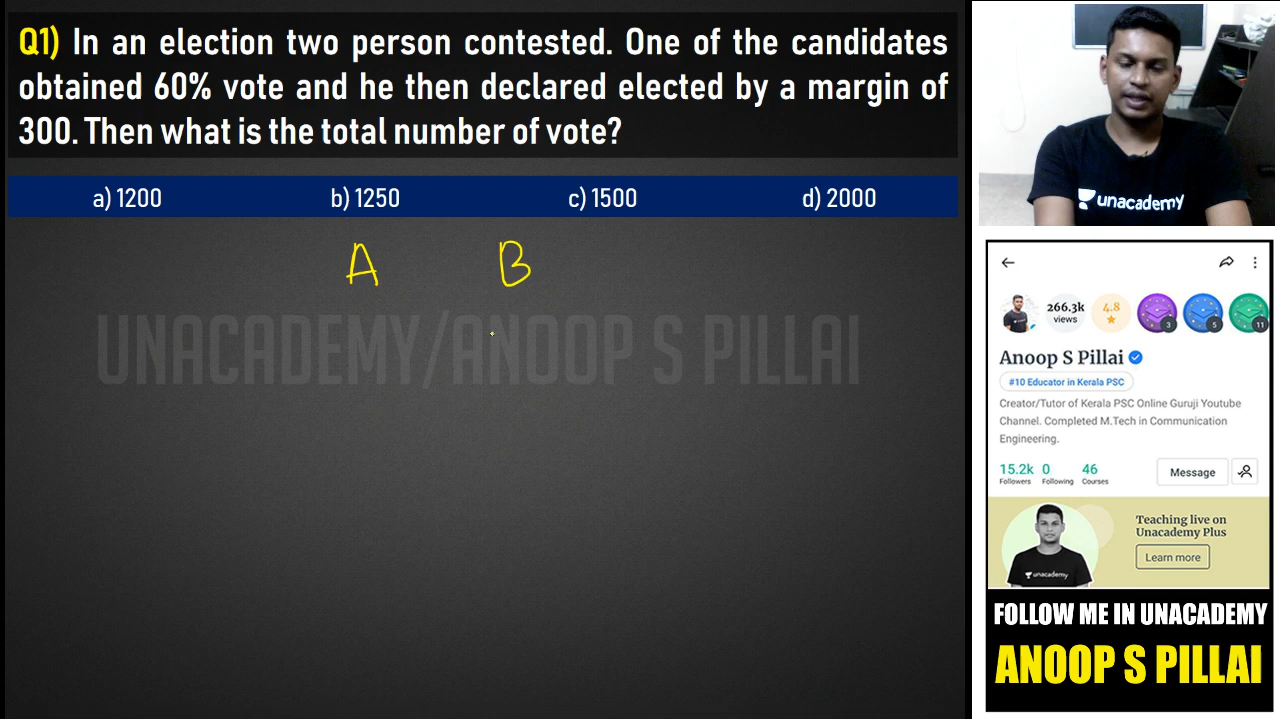 Q1) In an election two person contested. One of the candidates
obtained 60% vote and he then declared elected by a margin of
300. Then what is the total number of vote?
a) 1200 b) 1250 c) 1500 d) 2000
A B
UNACADEMY/ANOOP S PILLAI
unacademy
266.3k
views
4.8
3
5
11
Anoop S Pillai
#10 Educator in Kerala PSC
Creator/Tutor of Kerala PSC Online Guruji Youtube
Channel. Completed M.Tech in Communication
Engineering.
15.2k 0 46
Followers Following Courses
Message
Teaching live on
Unacademy Plus
Learn more
unacademy
FOLLOW ME IN UNACADEMY
ANOOP S PILLAI